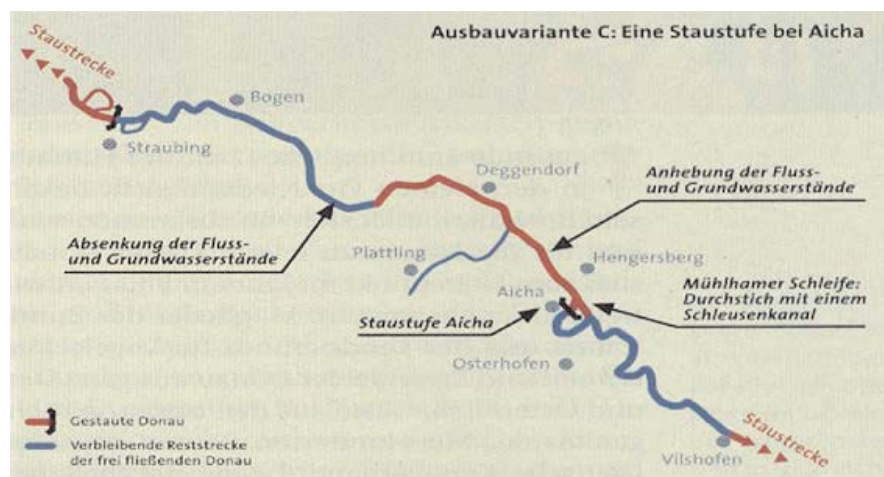 Ausbauvariante C: Eine Staustufe bei Aicha
Staustrecke
Bogen
Straubing
Deggendorf
Anhebung der Fluss-
und Grundwasserstände
Absenkung der Fluss-
und Grundwasserstände
Plattling
Hengersberg
Aicha
Mühlhamer Schleife:
Durchstich mit einem
Schleusenkanal
Staustufe Aicha
Osterhofen
Gestaute Donau
Verbleibende Reststrecke
der frei fließenden Donau
Vilshofen
Staustrecke